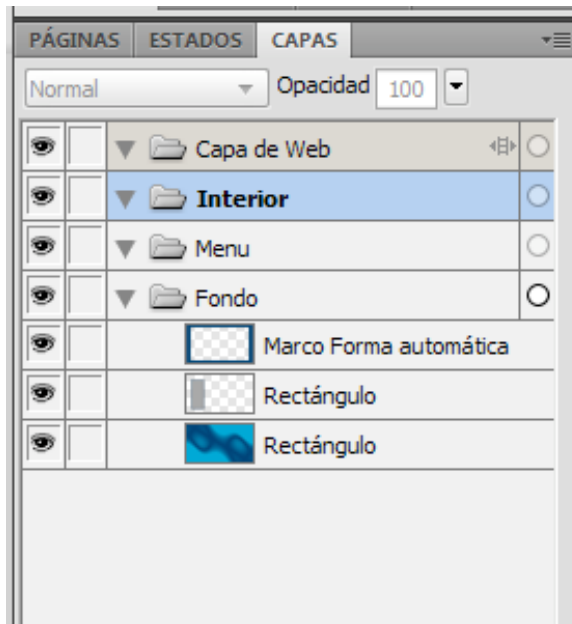 PÁGINAS ESTADOS CAPAS
Normal Opacidad 100
Capa de Web
Interior
Menu
Fondo
Marco Forma automática
Rectángulo
Rectángulo